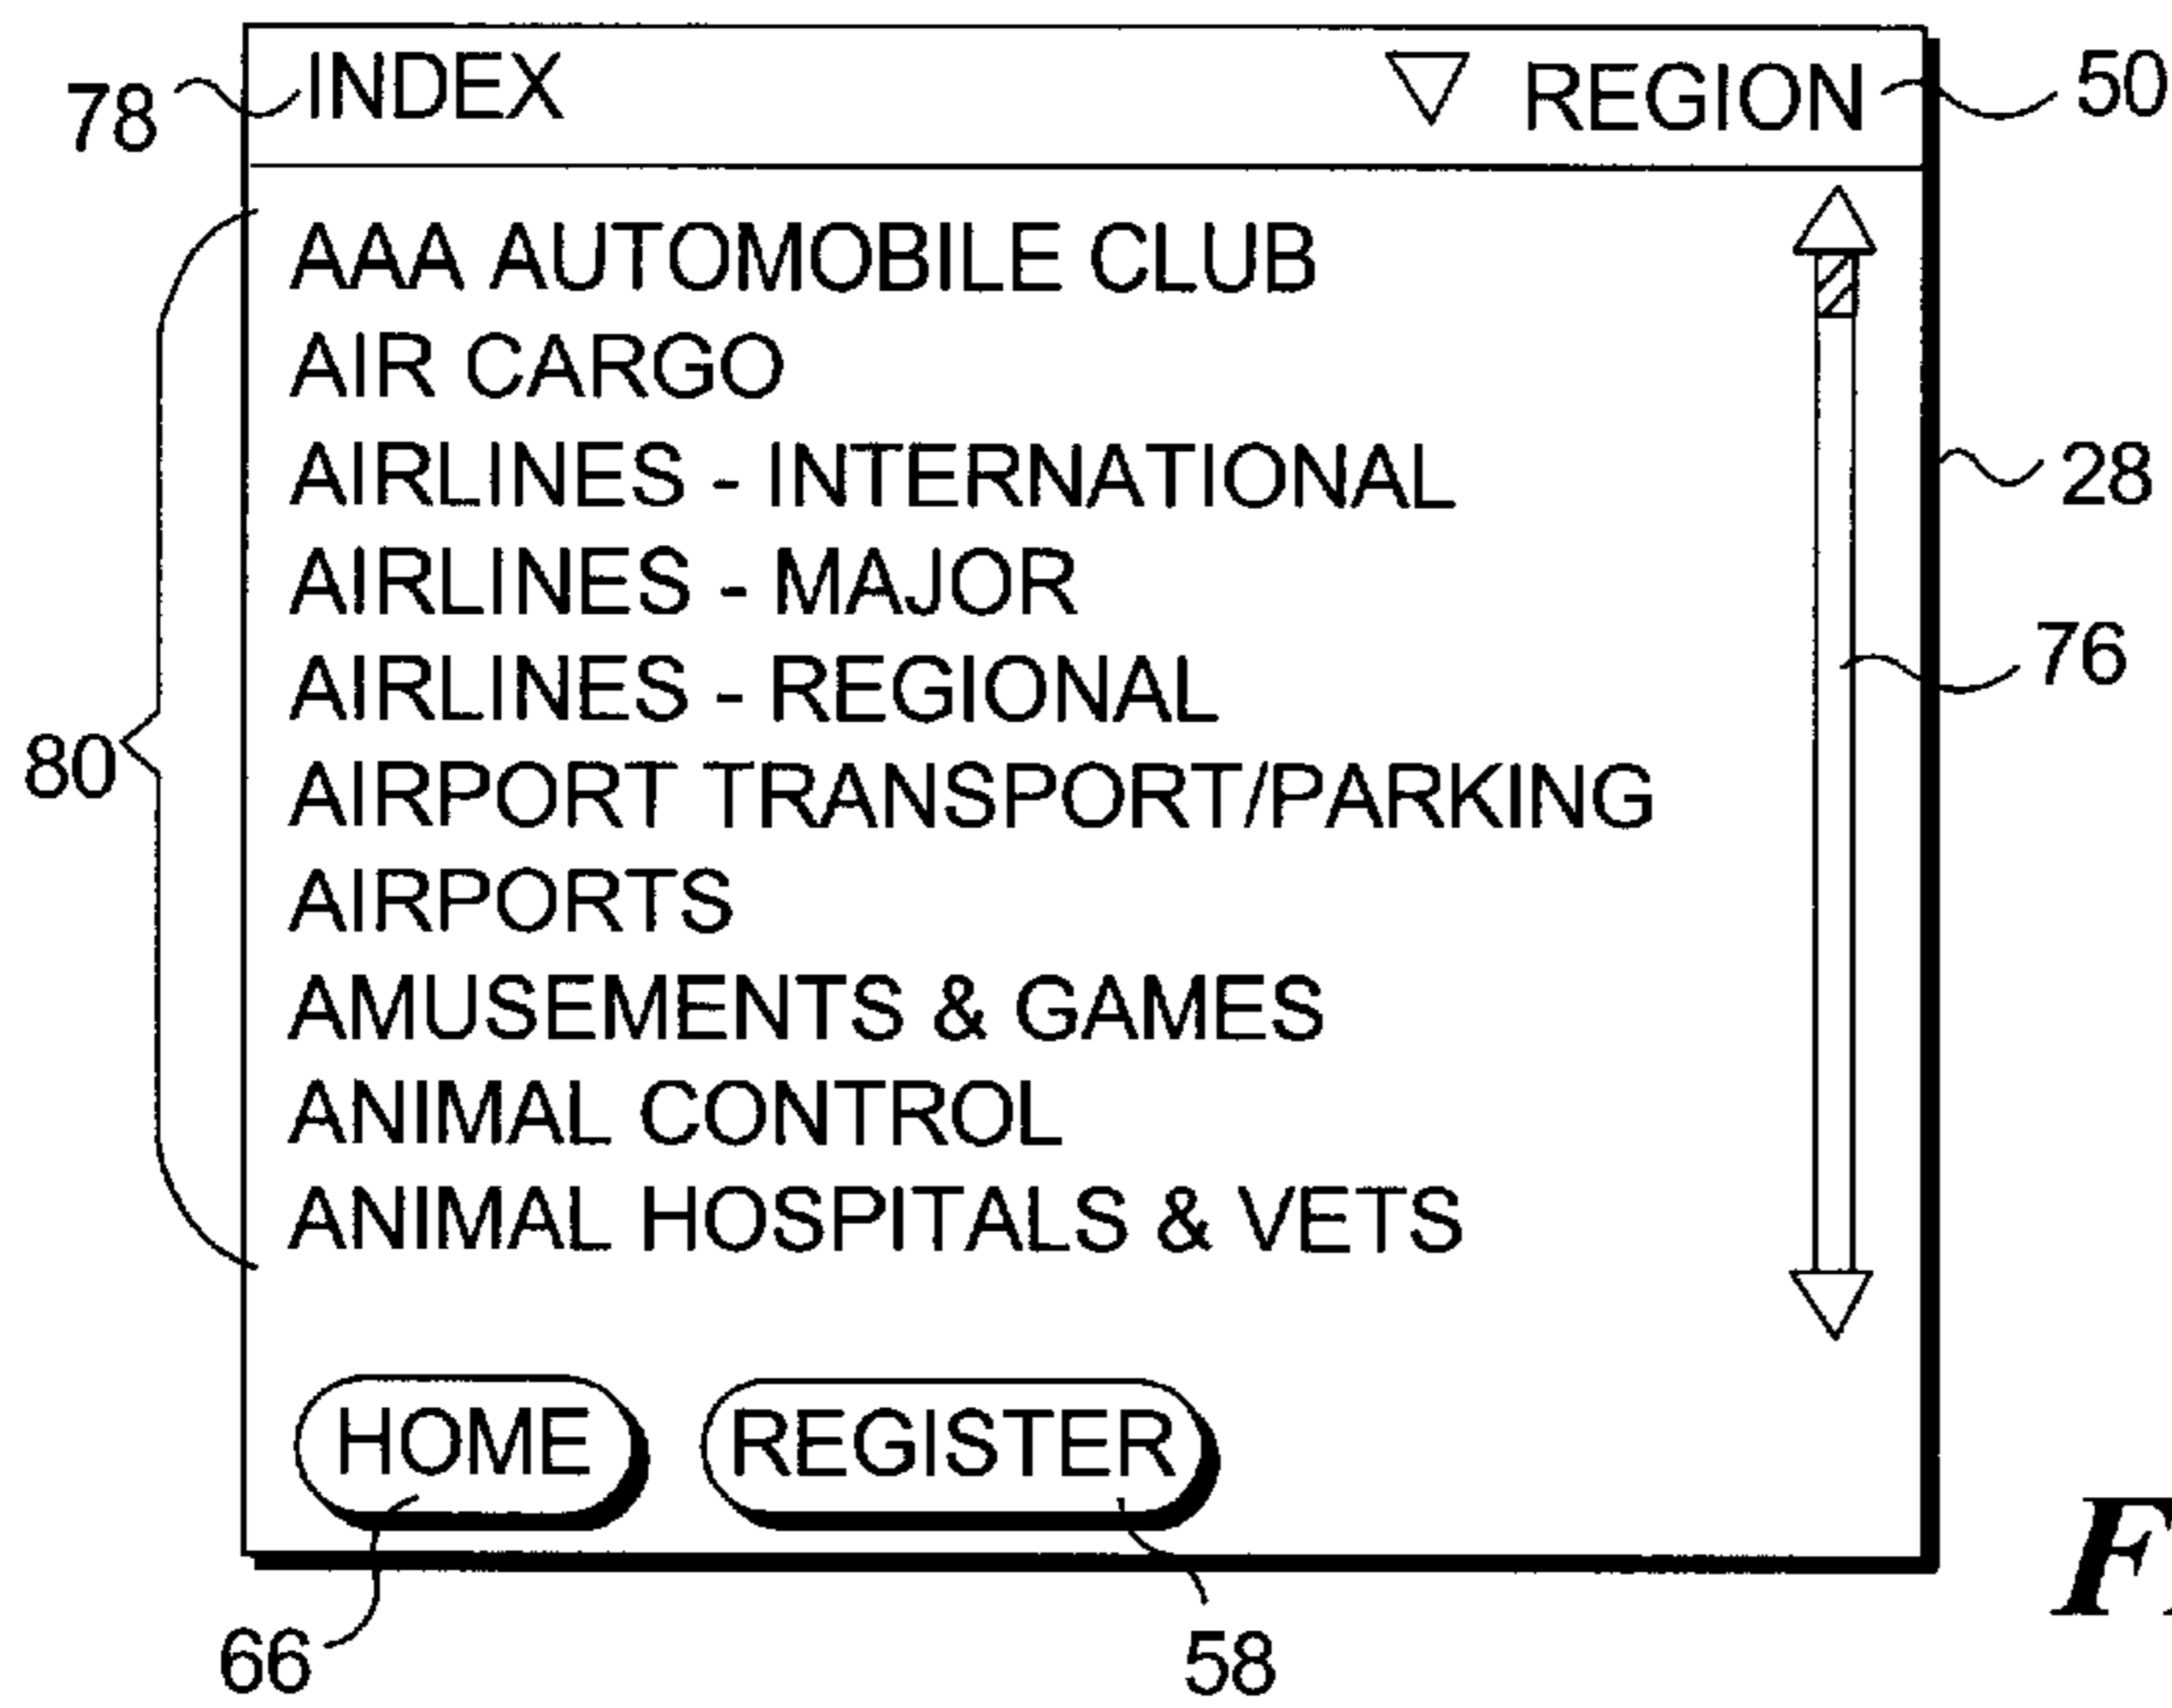 78 INDEX REGION 50
AAA AUTOMOBILE CLUB
AIR CARGO
AIRLINES - INTERNATIONAL 28
AIRLINES - MAJOR
AIRLINES - REGIONAL 76
80 AIRPORT TRANSPORT/PARKING
AIRPORTS
AMUSEMENTS & GAMES
ANIMAL CONTROL
ANIMAL HOSPITALS & VETS
HOME REGISTER
66 58